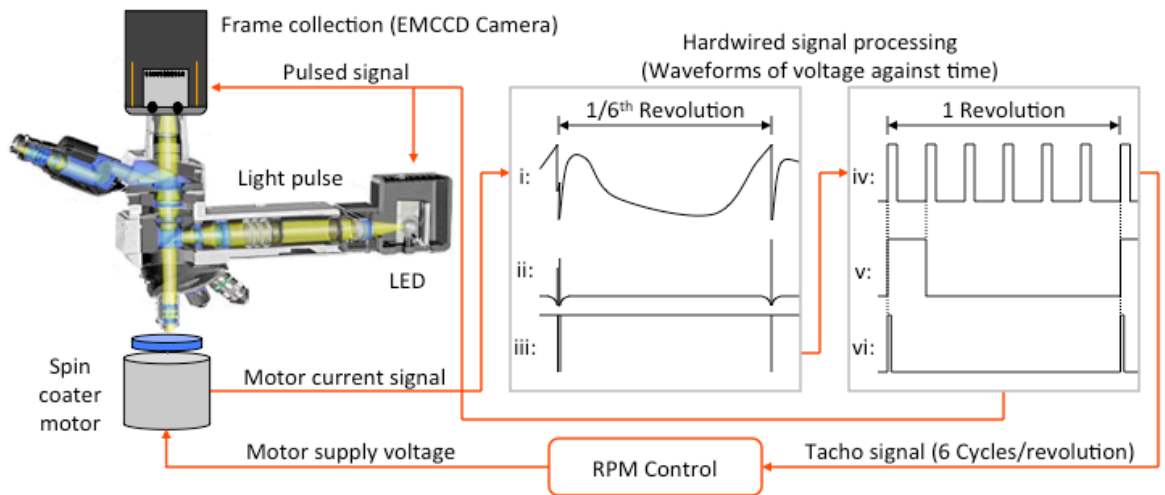 Frame collection (EMCCD Camera)
Pulsed signal
Hardwired signal processing
(Waveforms of voltage against time)
1/6th Revolution
1 Revolution
i:
ii:
iii:
iv:
v:
vi:
Light pulse
LED
Spin
coater
motor
Motor current signal
Motor supply voltage
RPM Control
Tacho signal (6 Cycles/revolution)